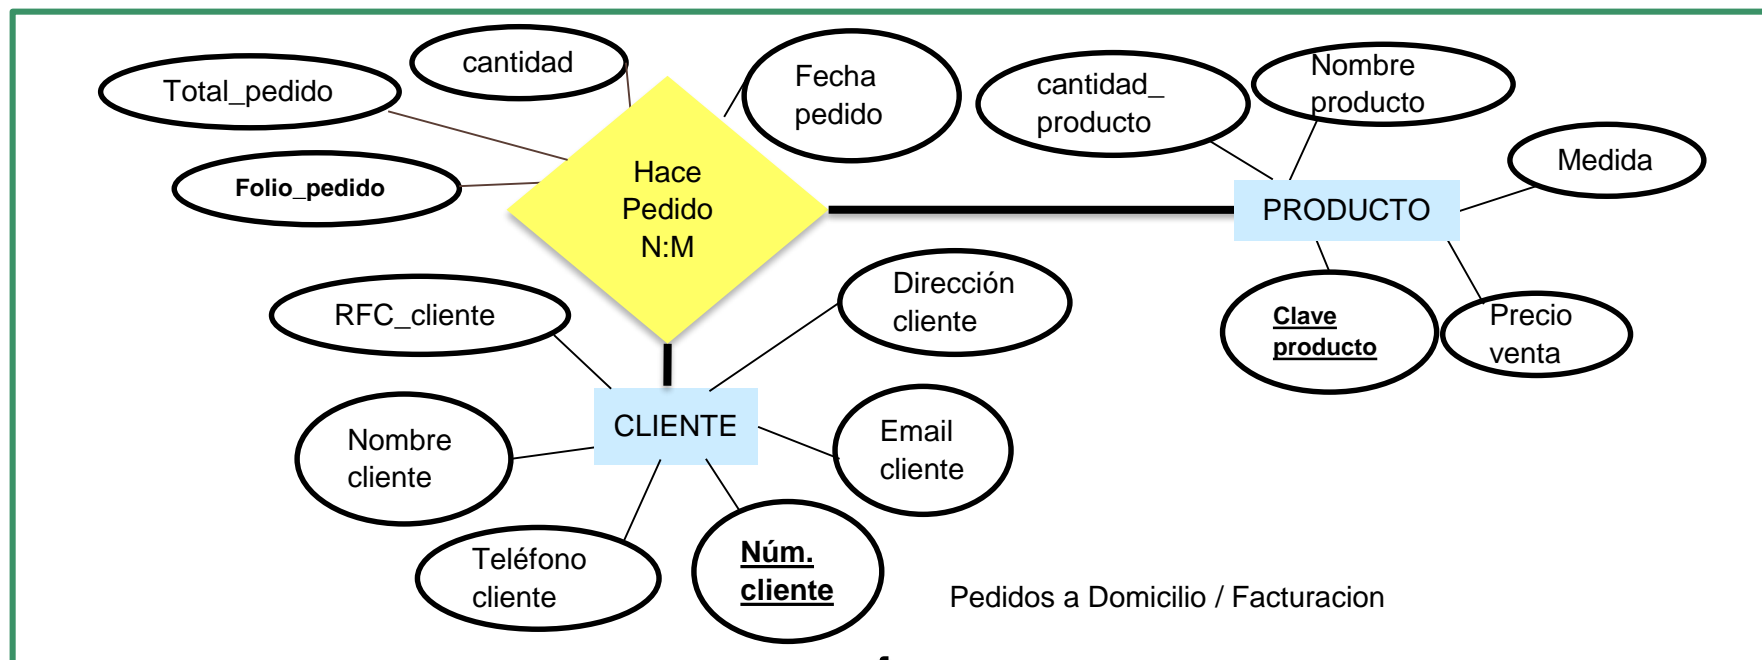 cantidad
Total_pedido
Folio_pedido
Fecha
pedido
Hace
Pedido
N:M
cantidad_
producto
Nombre
producto
Medida
PRODUCTO
Clave
producto
Precio
venta
RFC_cliente
Dirección
cliente
CLIENTE
Nombre
cliente
Email
cliente
Teléfono
cliente
Núm.
cliente
Pedidos a Domicilio / Facturacion